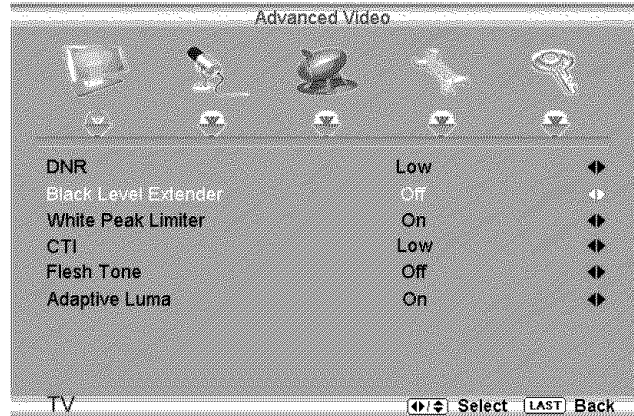 Advanced Video
DNR Low
Black Level Extender Off
White Peak Limiter On
CTI Low
Flesh Tone Off
Adaptive Luma On
TV Select LAST Back